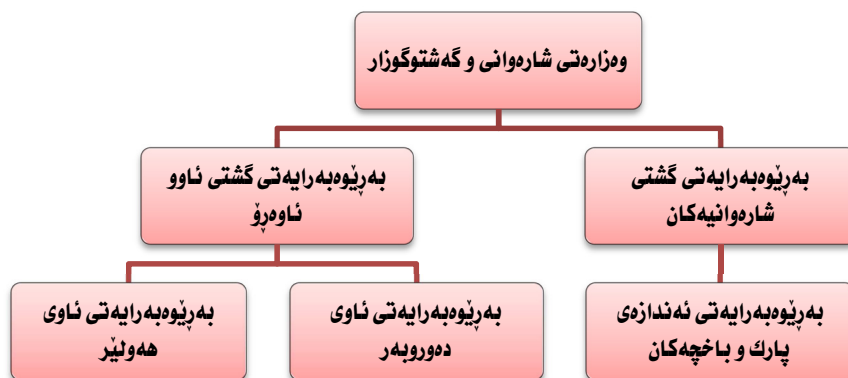 وەزارەتی شارەوانی و گەشتوگوزار
بەڕێوەبەرایەتی گشتی
شارەوانیەکان
بەڕێوەبەرایەتی گشتی ئاوو
ئاوەڕۆ
بەڕێوەبەرایەتی ئەندازەی
پارك و باخچەکان
بەڕێوەبەرایەتی ئاوی
دەوروبەر
بەڕێوەبەرایەتی ئاوی
هەولێر